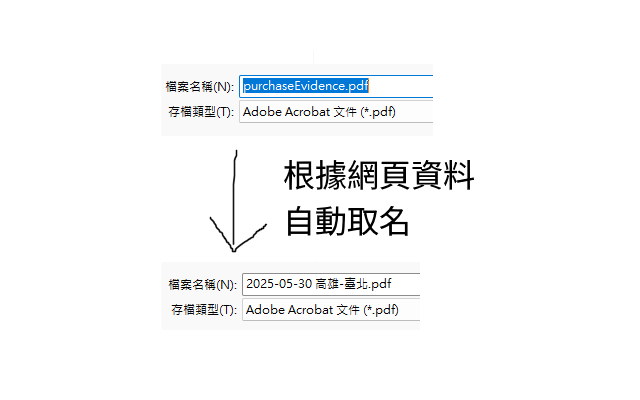 檔案名稱(N): purchaseEvidence.pdf
存檔類型(T): Adobe Acrobat 文件 (*.pdf)
根據網頁資料
自動取名
檔案名稱(N): 2025-05-30 高雄-臺北.pdf
存檔類型(T): Adobe Acrobat 文件 (*.pdf)